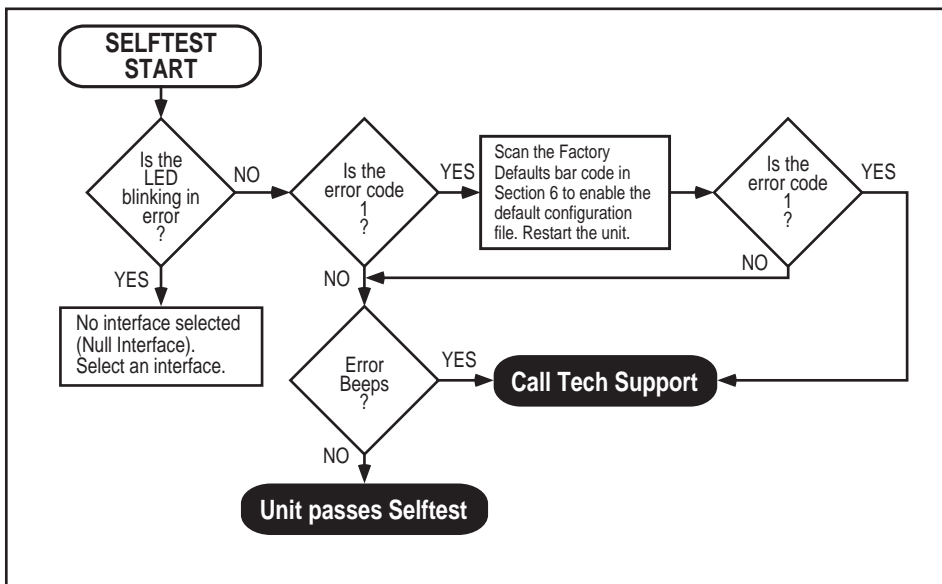 SELFTEST
START
Is the
LED
blinking in
error
?
NO
YES
No interface selected
(Null Interface).
Select an interface.
Is the
error code
1
?
YES
NO
Scan the Factory
Defaults bar code in
Section 6 to enable the
default configuration
file. Restart the unit.
Is the
error code
1
?
YES
NO
Error
Beeps
?
YES
Call Tech Support
NO
Unit passes Selftest